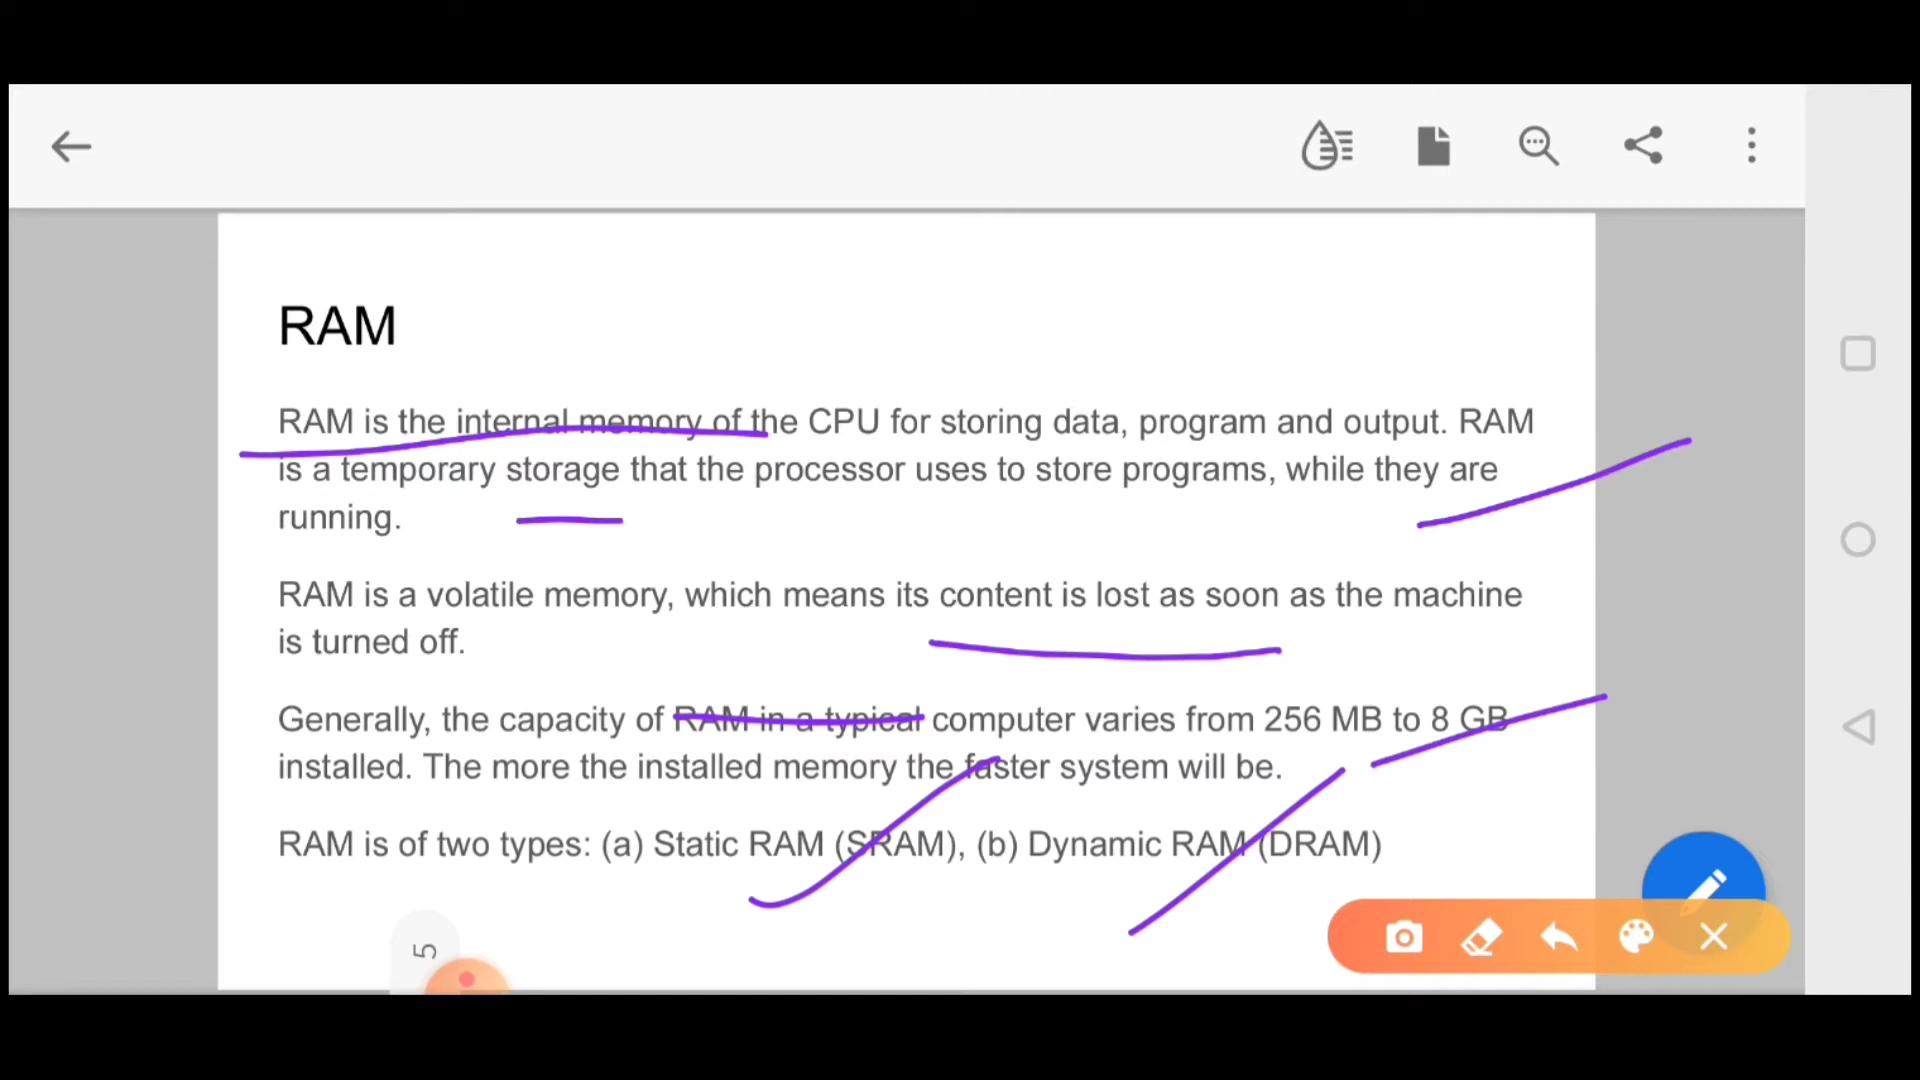 RAM
RAM is the internal memory of the CPU for storing data, program and output. RAM
is a temporary storage that the processor uses to store programs, while they are
running.
RAM is a volatile memory, which means its content is lost as soon as the machine
is turned off.
Generally, the capacity of RAM in a typical computer varies from 256 MB to 8 GB
installed. The more the installed memory the faster system will be.
RAM is of two types: (a) Static RAM (SRAM), (b) Dynamic RAM (DRAM)
5